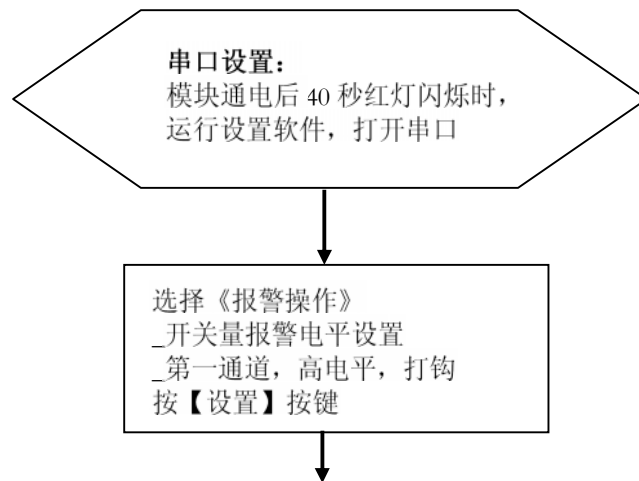 串口设置：
模块通电后 40 秒红灯闪烁时，
运行设置软件，打开串口
选择《报警操作》
_开关量报警电平设置
_第一通道，高电平，打钩
按【设置】按键